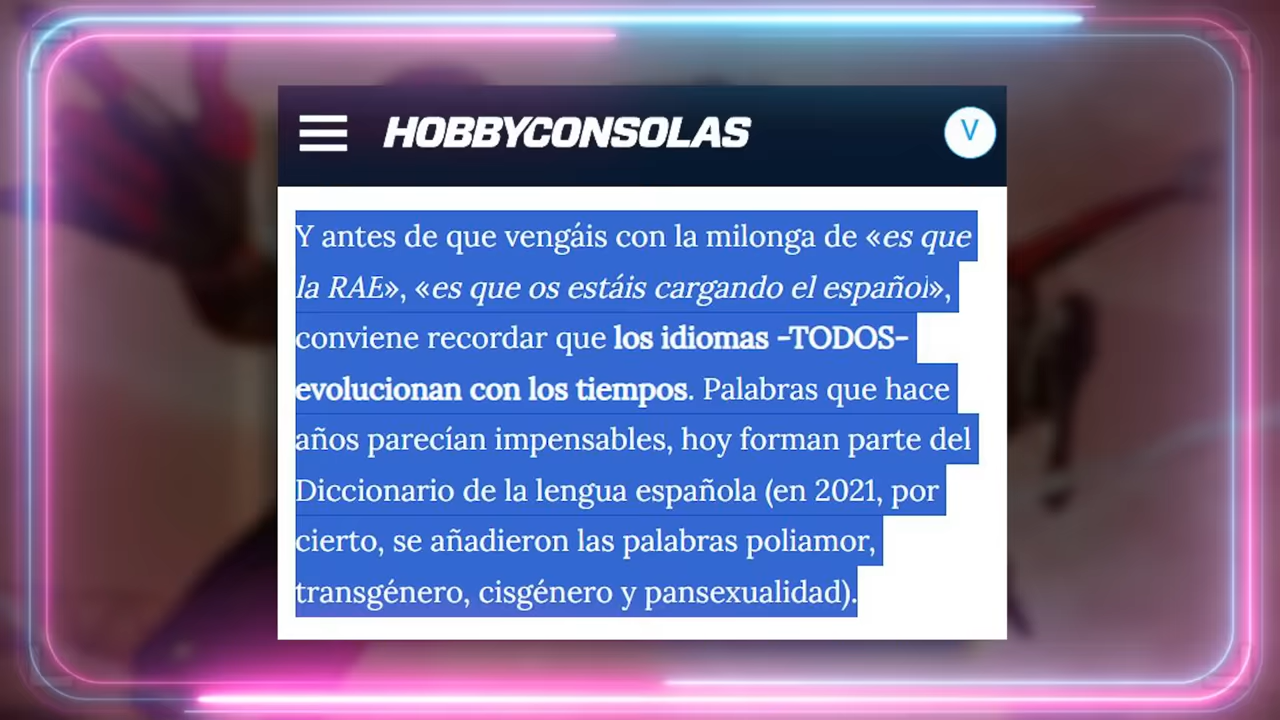 HOBBYCONSOLAS
V
Y antes de que vengáis con la milonga de «es que
la RAE», «es que os estáis cargando el español»,
conviene recordar que los idiomas -TODOS-
evolucionan con los tiempos. Palabras que hace
años parecían impensables, hoy forman parte del
Diccionario de la lengua española (en 2021, por
cierto, se añadieron las palabras poliamor,
transgénero, cisgénero y pansexualidad).